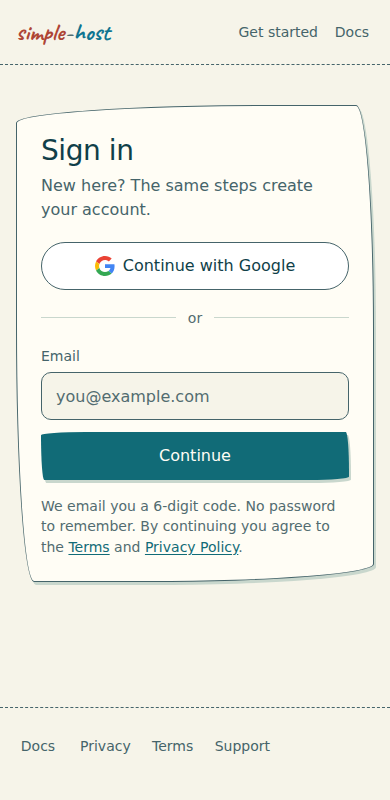 simple-host
Get started
Docs
Sign in
New here? The same steps create
your account.
Continue with Google
or
Email
you@example.com
Continue
We email you a 6-digit code. No password
to remember. By continuing you agree to
the Terms and Privacy Policy.
Docs
Privacy
Terms
Support